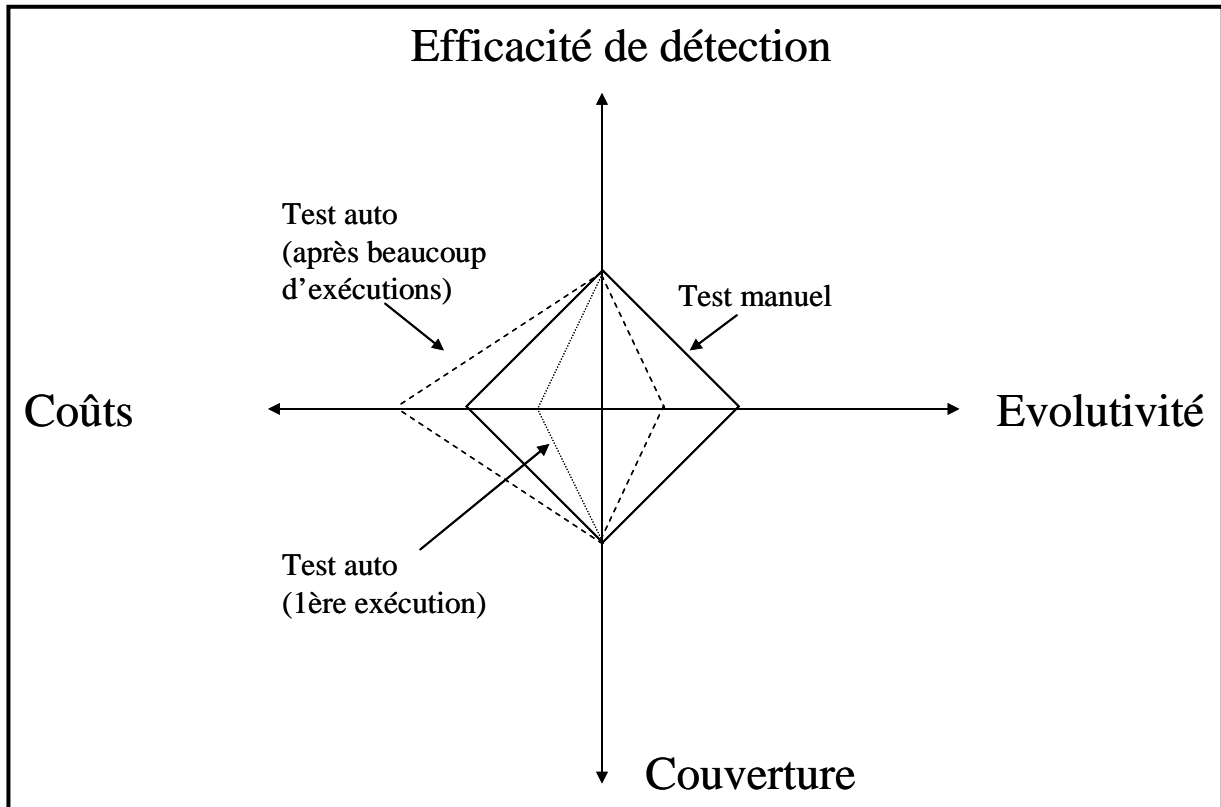 Efficacité de détection
Test auto
(après beaucoup
d’exécutions)
Test manuel
Coûts
Evolutivité
Test auto
(1ère exécution)
Couverture